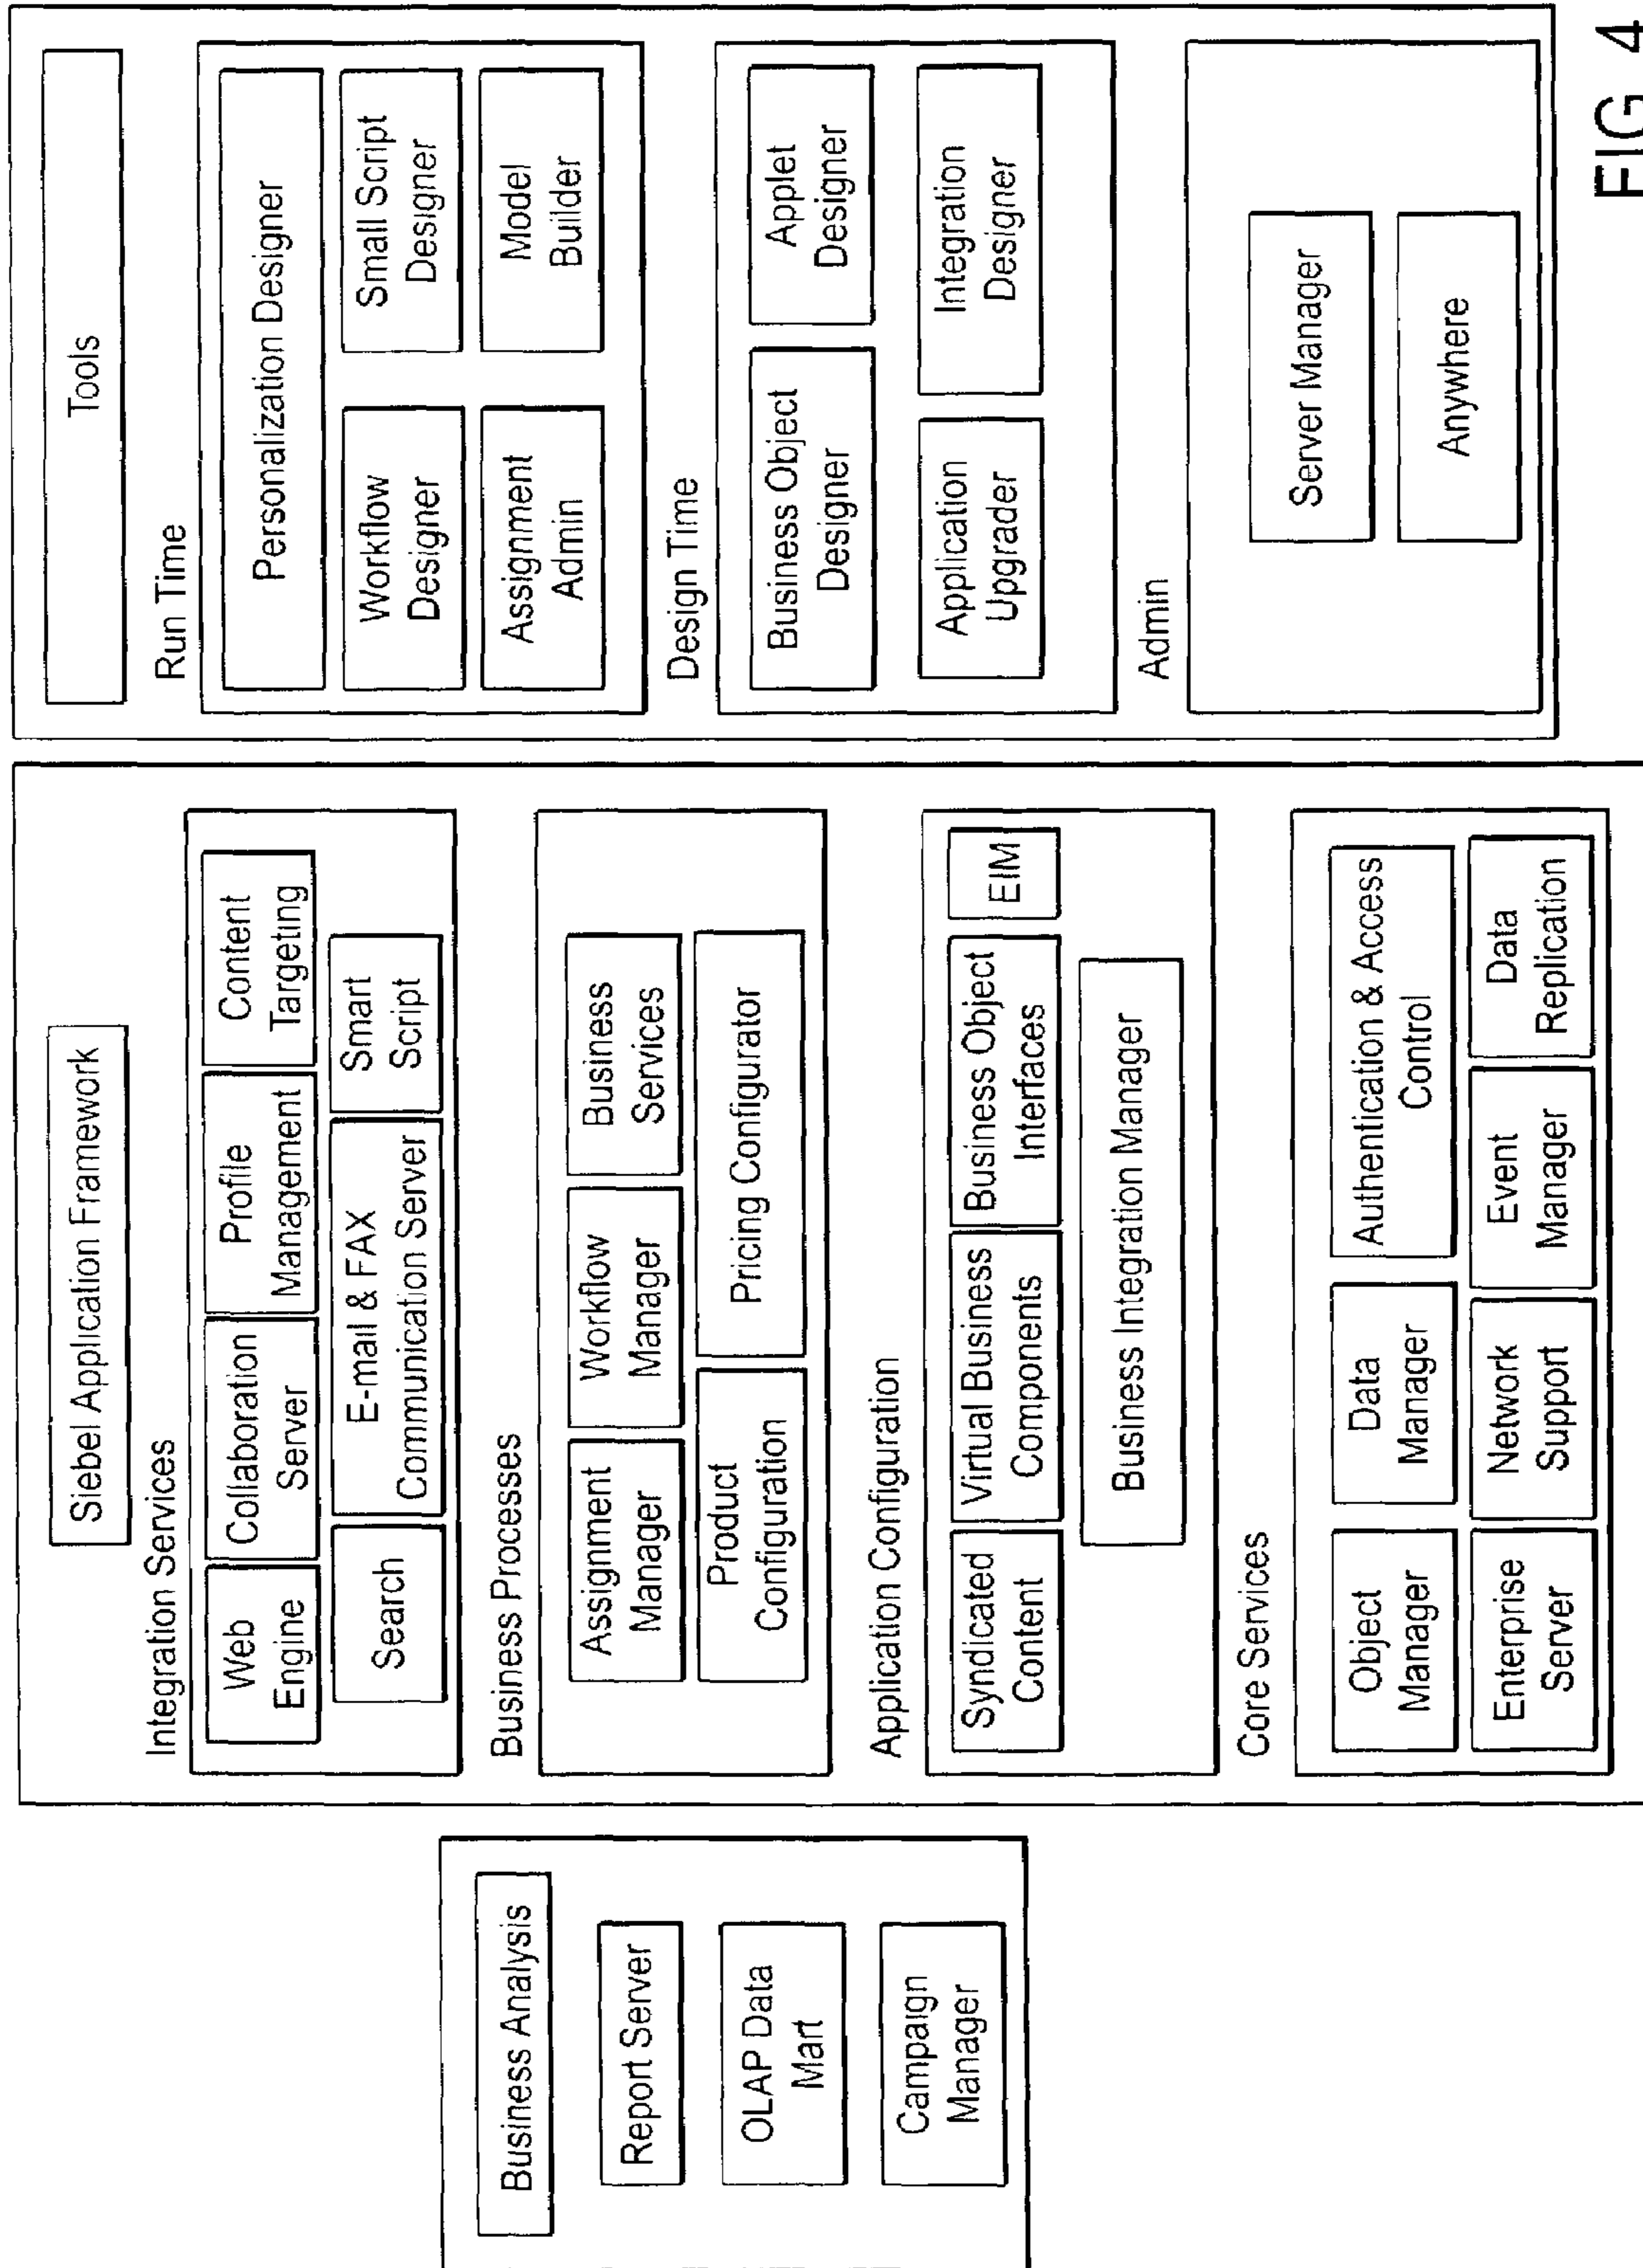 Business Analysis
Report Server
OLAP Data
Mart
Campaign
Manager
Siebel Application Framework
Integration Services
Web
Engine
Collaboration
Server
Profile
Management
Content
Targeting
Search
E-mail & FAX
Communication Server
Smart
Script
Business Processes
Assignment
Manager
Workflow
Manager
Business
Services
Product
Configuration
Pricing Configurator
Application Configuration
Syndicated
Content
Virtual Business
Components
Business Object
Interfaces
EIM
Business Integration Manager
Core Services
Object
Manager
Data
Manager
Authentication & Access
Control
Enterprise
Server
Network
Support
Event
Manager
Data
Replication
Tools
Run Time
Personalization Designer
Workflow
Designer
Small Script
Designer
Assignment
Admin
Model
Builder
Design Time
Business Object
Designer
Applet
Designer
Application
Upgrader
Integration
Designer
Admin
Server Manager
Anywhere
FIG. 4